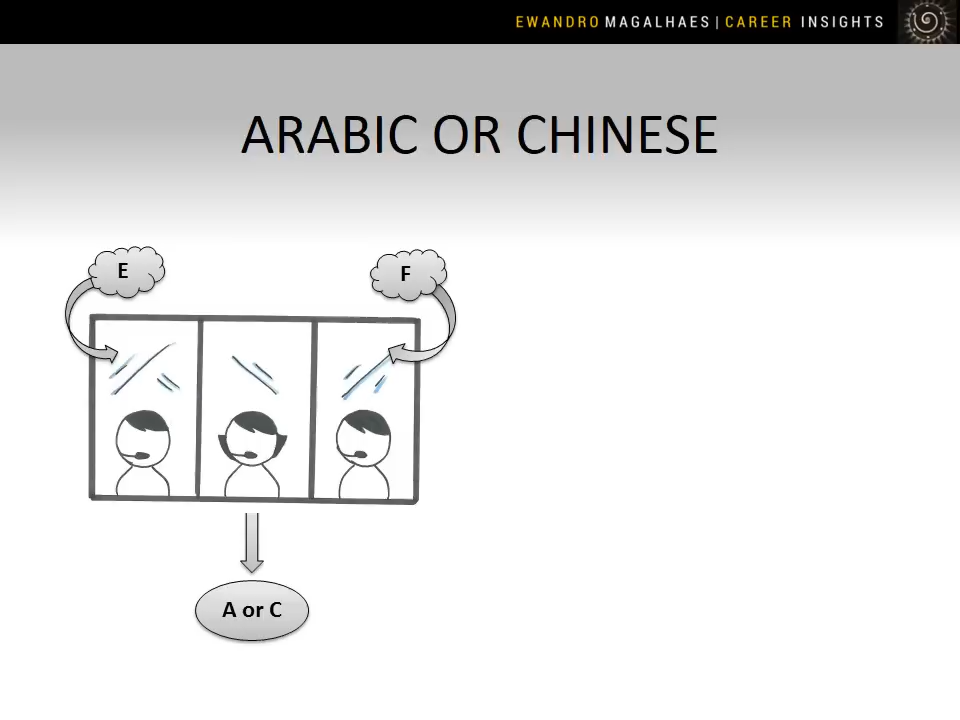 EWANDRO MAGALHAES | CAREER INSIGHTS
ARABIC OR CHINESE
E
F
A or C